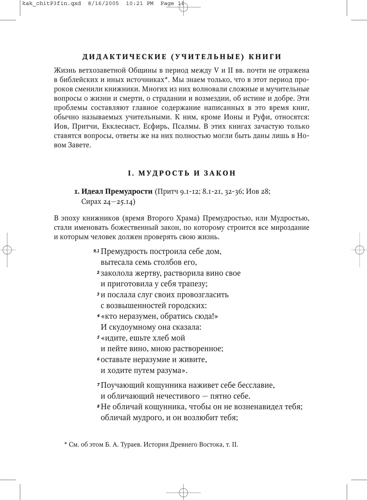 kak_chitP3fin.qxd 8/16/2005 10:21 PM Page 14
ДИДАКТИЧЕСКИЕ (УЧИТЕЛЬНЫЕ) КНИГИ
Жизнь ветхозаветной Общины в период между V и II вв. почти не отражена
в библейских и иных источниках*. Мы знаем только, что в этот период про-
роков сменили книжники. Многих из них волновали сложные и мучительные
вопросы о жизни и смерти, о страдании и возмездии, об истине и добре. Эти
проблемы составляют главное содержание написанных в это время книг,
обычно называемых учительными. К ним, кроме Ионы и Руфи, относятся:
Иов, Притчи, Екклесиаст, Есфирь, Псалмы. В этих книгах зачастую только
ставятся вопросы, ответы же на них полностью могли быть даны лишь в Но-
вом Завете.
I. МУДРОСТЬ И ЗАКОН
1. Идеал Премудрости (Притч 9.1-12; 8.1-21, 32-36; Иов 28;
Сирах 24—25.14)
В эпоху книжников (время Второго Храма) Премудростью, или Мудростью,
стали именовать божественный закон, по которому строится все мироздание
и которым человек должен проверять свою жизнь.
9.1 Премудрость построила себе дом,
вытесала семь столбов его,
2 заколола жертву, растворила вино свое
и приготовила у себя трапезу;
3 и послала слуг своих провозгласить
с возвышенностей городских:
4 «кто неразумен, обратись сюда!»
И скудоумному она сказала:
5 «идите, ешьте хлеб мой
и пейте вино, мною растворенное;
6 оставьте неразумие и живите,
и ходите путем разума».
7 Поучающий кощунника наживет себе бесславие,
и обличающий нечестивого — пятно себе.
8 Не обличай кощунника, чтобы он не возненавидел тебя;
обличай мудрого, и он возлюбит тебя;
* См. об этом Б. А. Тураев. История Древнего Востока, т. II.